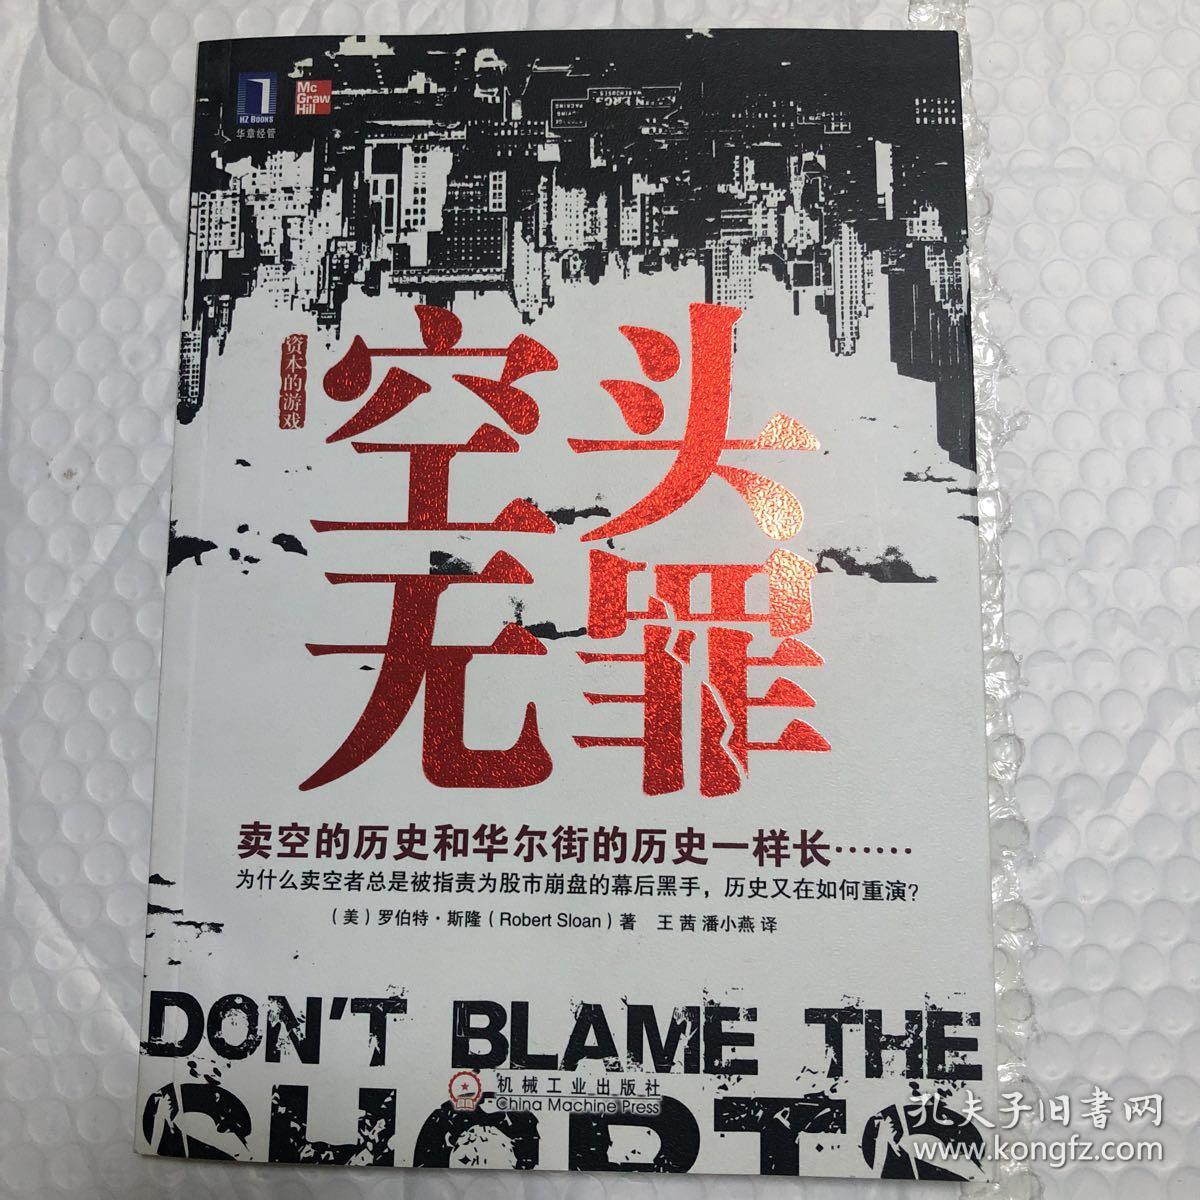 Mc
Graw
Hill
HZ BOOKS
华章经管
资本的游戏
空头
无罪
卖空的历史和华尔街的历史一样长……
为什么卖空者总是被指责为股市崩盘的幕后黑手，历史又在如何重演？
（美）罗伯特·斯隆（Robert Sloan）著 王 茜 潘小燕 译
DON'T BLAME THE
SHORTS
机械工业出版社
China Machine Press
孔夫子旧书网
www.kongfz.com